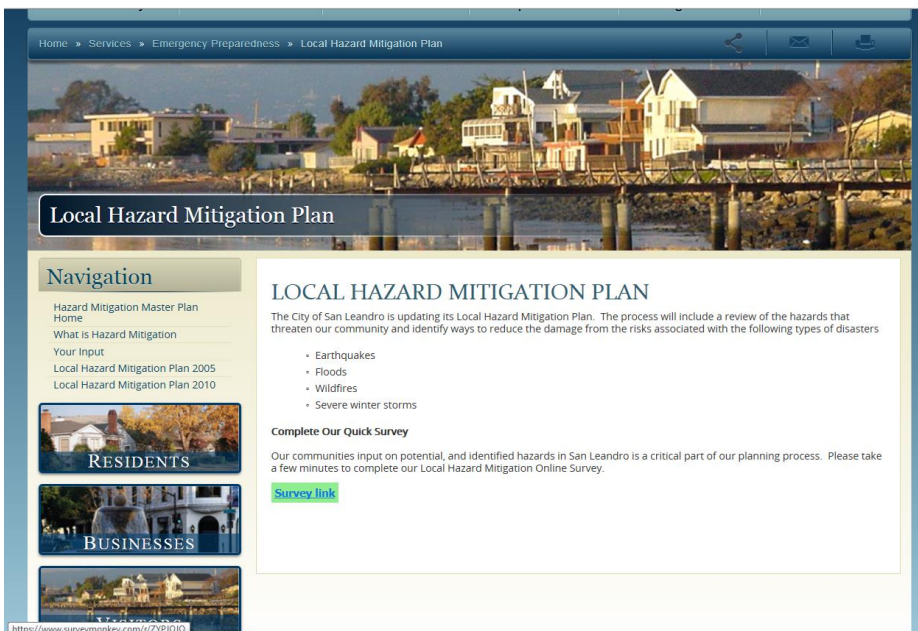 Home » Services » Emergency Preparedness » Local Hazard Mitigation Plan
Local Hazard Mitigation Plan
Navigation
Hazard Mitigation Master Plan
Home
What is Hazard Mitigation
Your Input
Local Hazard Mitigation Plan 2005
Local Hazard Mitigation Plan 2010
RESIDENTS
BUSINESSES
VISITORS
LOCAL HAZARD MITIGATION PLAN
The City of San Leandro is updating its Local Hazard Mitigation Plan. The process will include a review of the hazards that
threaten our community and identify ways to reduce the damage from the risks associated with the following types of disasters
Earthquakes
Floods
Wildfires
Severe winter storms
Complete Our Quick Survey
Our communities input on potential, and identified hazards in San Leandro is a critical part of our planning process. Please take
a few minutes to complete our Local Hazard Mitigation Online Survey.
Survey link